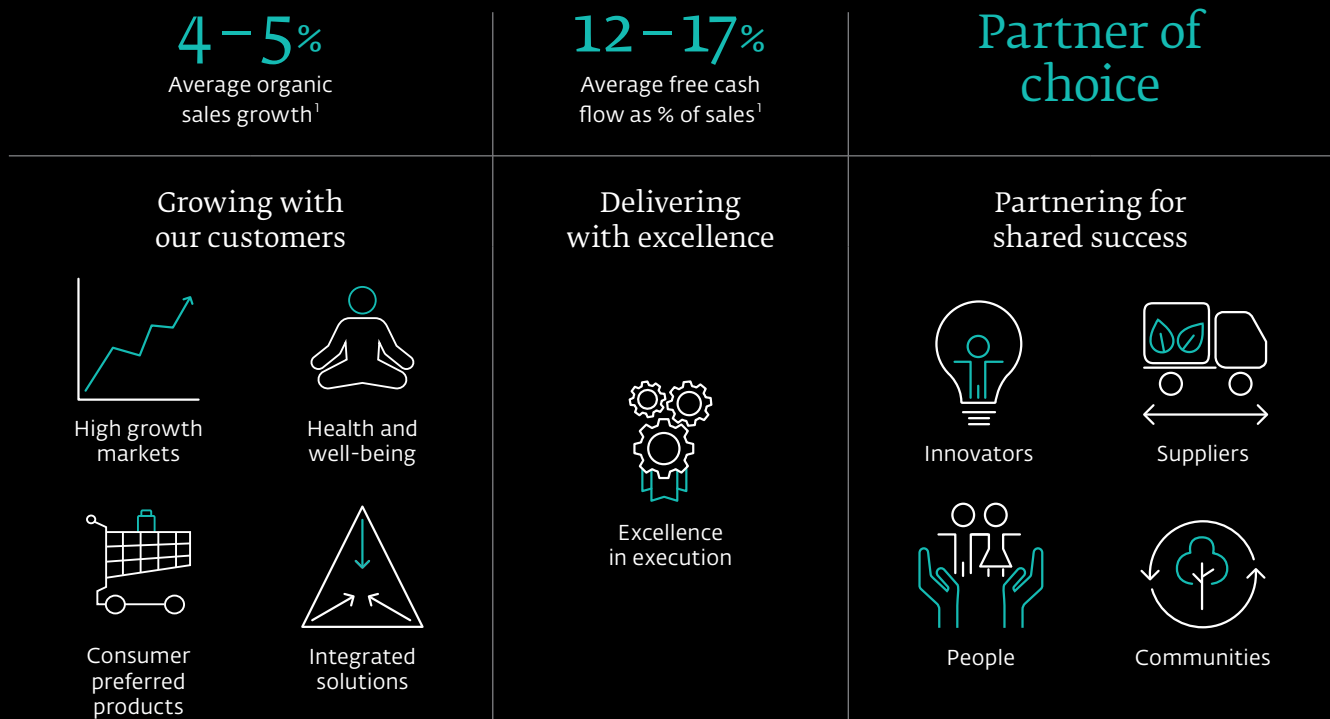 4–5%
Average organic
sales growth¹
12–17%
Average free cash
flow as % of sales¹
Partner of
choice
Growing with
our customers
High growth
markets
Health and
well-being
Consumer
preferred
products
Integrated
solutions
Delivering
with excellence
Excellence
in execution
Partnering for
shared success
Innovators
Suppliers
People
Communities